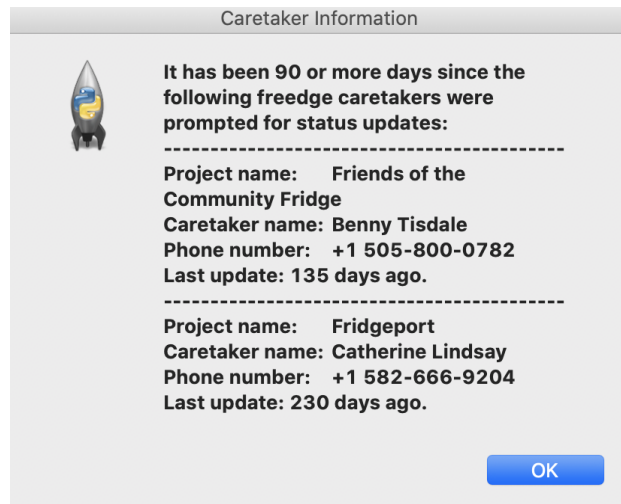 Caretaker Information
It has been 90 or more days since the
following freedge caretakers were
prompted for status updates:
-------------------------------------------
Project name: Friends of the
Community Fridge
Caretaker name: Benny Tisdale
Phone number: +1 505-800-0782
Last update: 135 days ago.
-------------------------------------------
Project name: Fridgeport
Caretaker name: Catherine Lindsay
Phone number: +1 582-666-9204
Last update: 230 days ago.
OK